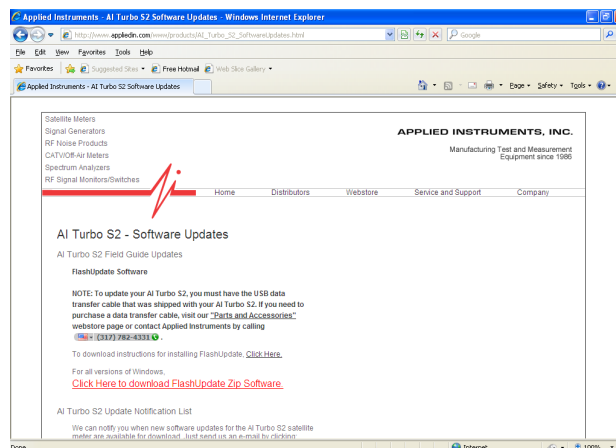 Applied Instruments - AI Turbo S2 Software Updates - Windows Internet Explorer
http://www.appliedin.com/www/products/AI_Turbo_S2_SoftwareUpdates.html
Google
File Edit View Favorites Tools Help
Favorites Suggested Sites Free Hotmail Web Slice Gallery
Applied Instruments - AI Turbo S2 Software Updates
Page Safety Tools
Satellite Meters
Signal Generators
RF Noise Products
CATV/Off-Air Meters
Spectrum Analyzers
RF Signal Monitors/Switches
APPLIED INSTRUMENTS, INC.
Manufacturing Test and Measurement
Equipment since 1986
Home Distributors Webstore Service and Support Company
AI Turbo S2 - Software Updates
AI Turbo S2 Field Guide Updates
FlashUpdate Software
NOTE: To update your AI Turbo S2, you must have the USB data
transfer cable that was shipped with your AI Turbo S2. If you need to
purchase a data transfer cable, visit our "Parts and Accessories"
webstore page or contact Applied Instruments by calling
(317) 782-4331 .
To download instructions for installing FlashUpdate, Click Here.
For all versions of Windows,
Click Here to download FlashUpdate Zip Software.
AI Turbo S2 Update Notification List
We can notify you when new software updates for the AI Turbo S2 satellite
meter are available for download. Just send us an e-mail by clicking:
Done Internet 100%